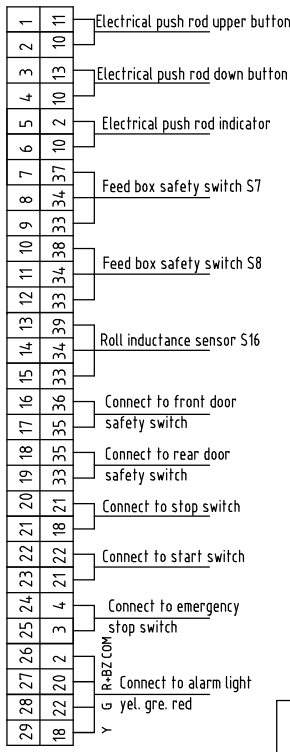 1 11 Electrical push rod upper button
2 10
3 13 Electrical push rod down button
4 10
5 2 Electrical push rod indicator
6 10
7 37
8 34 Feed box safety switch S7
9 33
10 38
11 34 Feed box safety switch S8
12 33
13 39
14 34 Roll inductance sensor S16
15 33
16 36 Connect to front door
17 35 safety switch
18 35 Connect to rear door
19 33 safety switch
20 21 Connect to stop switch
21 18
22 22 Connect to start switch
23 21
24 4 Connect to emergency
25 3 stop switch
26 2 BZ COM
27 20 R+ Connect to alarm light
28 22 G yel. gre. red
29 18 Y